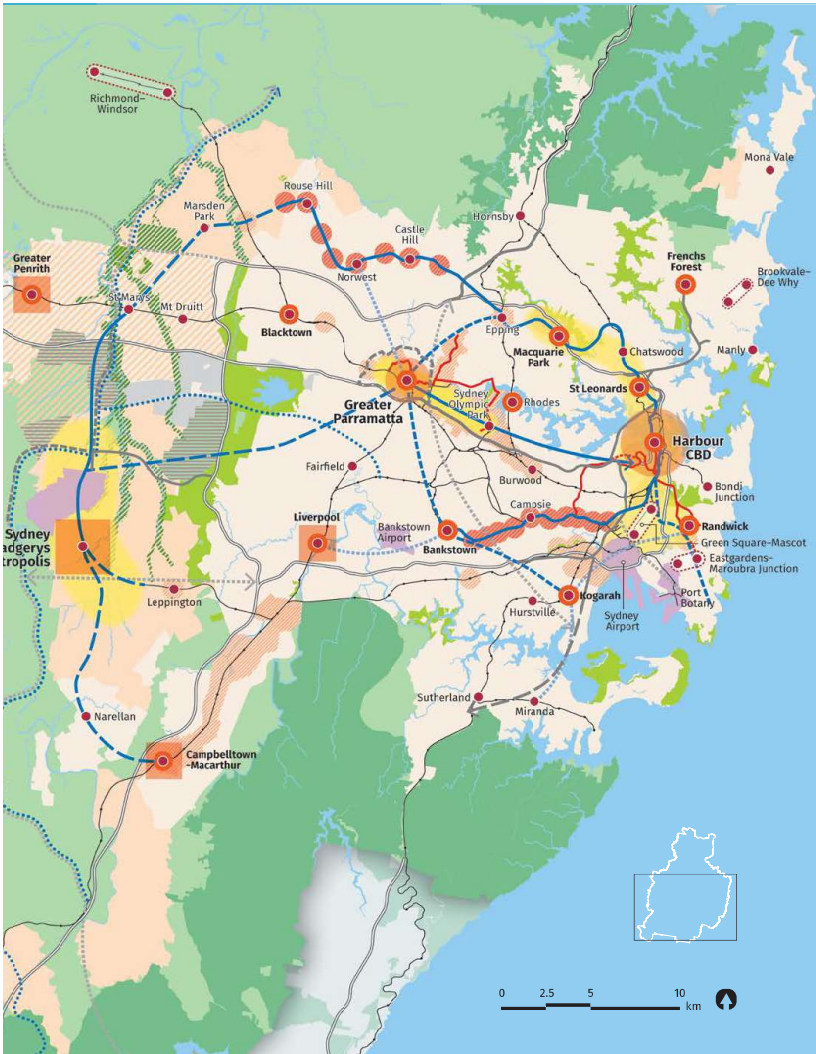 Richmond–
Windsor
Mona Vale
Rouse Hill
Marsden
Park
Hornsby
Castle
Hill
Greater
Penrith
Norwest
Frenchs
Forest
Brookvale–
Dee Why
St Marys
Mt Druitt
Blacktown
Epping
Macquarie
Park
Chatswood
Manly
St Leonards
Greater
Parramatta
Sydney
Olympic
Park
Rhodes
Harbour
CBD
Fairfield
Burwood
Bondi
Junction
Campsie
Liverpool
Bankstown
Airport
Bankstown
Randwick
Sydney
adgerys
tropolis
Green Square-Mascot
Eastgardens-
Maroubra Junction
Leppington
Kogarah
Port
Botany
Hurstville
Sydney
Airport
Sutherland
Miranda
Narellan
Campbelltown
-Macarthur
0 2.5 5 10
km